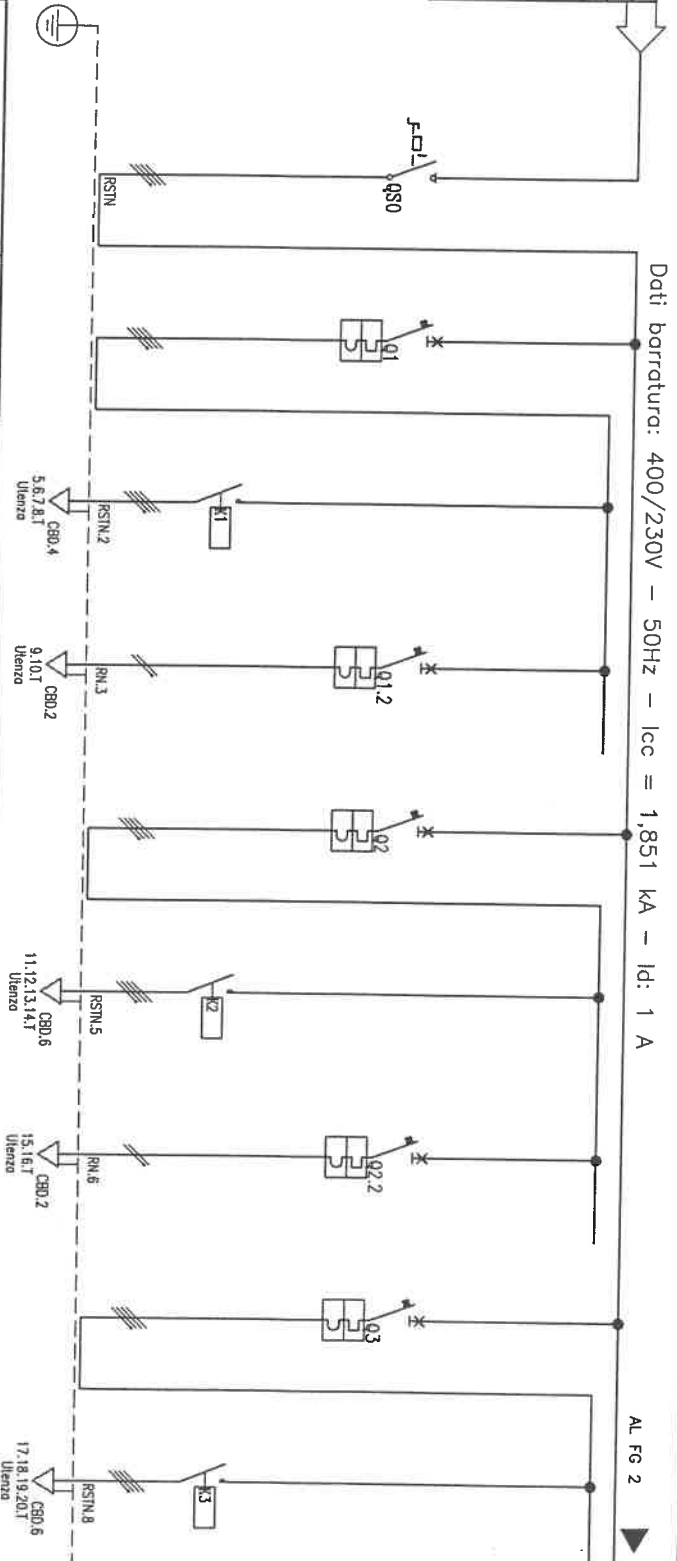 Dati barratura: 400/230V - 50Hz - Icc = 1,851 kA - Id: 1 A
AL FG 2
QS0
Q1
K1
Q1.2
Q2
K2
Q2.2
Q3
K3
RSTN
RSTN.2
RN.3
RSTN.5
RN.6
RSTN.8
CBD.4
5.6.7.8.T
Utenza
CBD.2
9.10.T
Utenza
CBD.6
11.12.13.14.T
Utenza
CBD.2
15.16.T
Utenza
CBD.6
17.18.19.20.T
Utenza